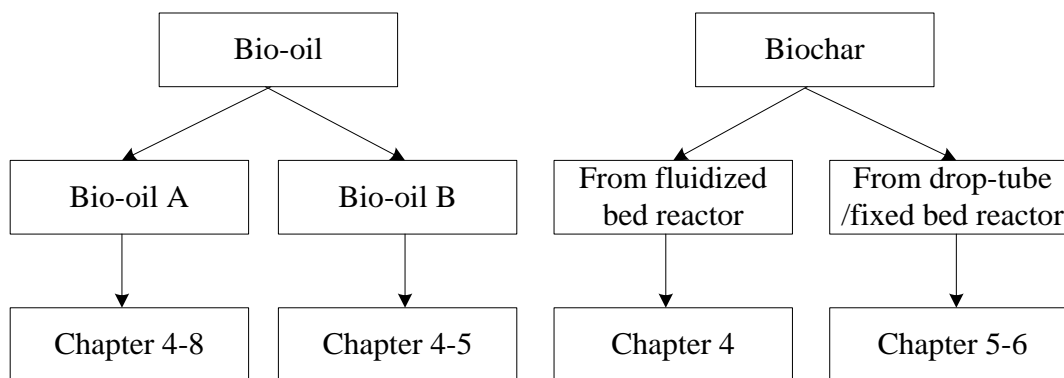 Bio-oil
Biochar
Bio-oil A
Bio-oil B
From fluidized
bed reactor
From drop-tube
/fixed bed reactor
Chapter 4-8
Chapter 4-5
Chapter 4
Chapter 5-6